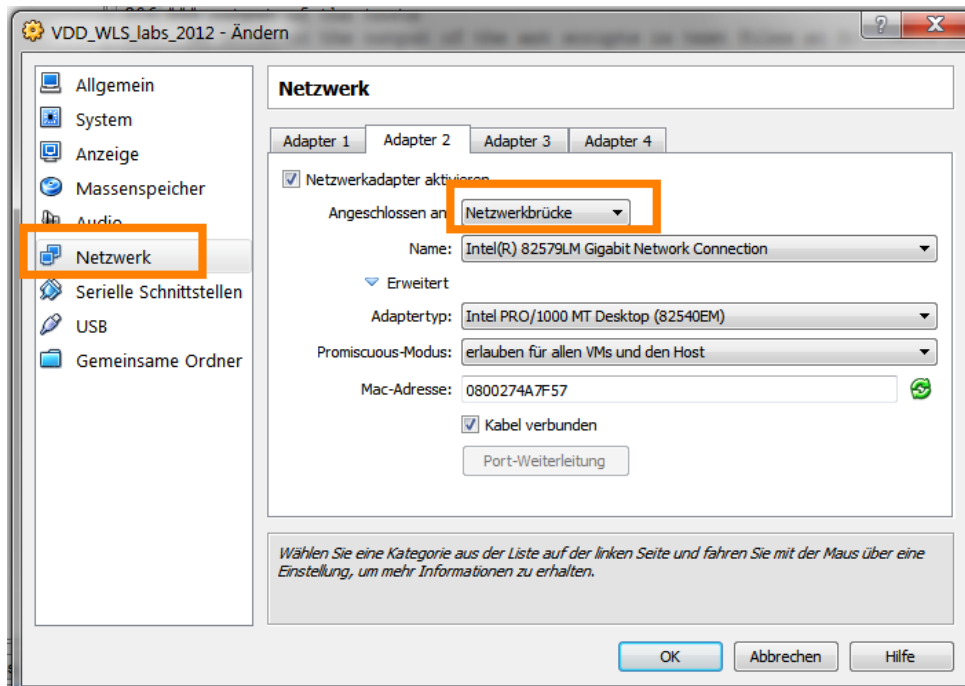 VDD_WLS_labs_2012 - Ändern
?
X
Allgemein
System
Anzeige
Massenspeicher
Audio
Netzwerk
Serielle Schnittstellen
USB
Gemeinsame Ordner
Netzwerk
Adapter 1 Adapter 2 Adapter 3 Adapter 4
Netzwerkadapter aktivieren
Angeschlossen an
Netzwerkbrücke
Name: Intel(R) 82579LM Gigabit Network Connection
Erweitert
Adaptertyp: Intel PRO/1000 MT Desktop (82540EM)
Promiscuous-Modus: erlauben für allen VMs und den Host
Mac-Adresse: 0800274A7F57
Kabel verbunden
Port-Weiterleitung
Wählen Sie eine Kategorie aus der Liste auf der linken Seite und fahren Sie mit der Maus über eine
Einstellung, um mehr Informationen zu erhalten.
OK Abbrechen Hilfe